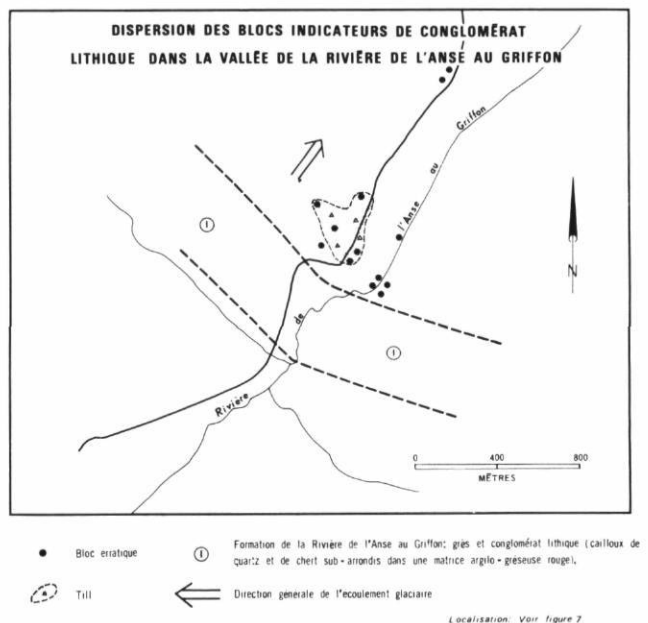 DISPERSION DES BLOCS INDICATEURS DE CONGLOMÉRAT
LITHIQUE DANS LA VALLÉE DE LA RIVIÈRE DE L'ANSE AU GRIFFON
Griffon
au
l'Anse
de
Rivière
I
I
N
0 400 800
MÈTRES
Bloc erratique
I Formation de la Rivière de l'Anse au Griffon: grès et conglomérat lithique (cailloux de
quartz et de chert sub-arrondis dans une matrice argilo-gréseuse rouge),
Till
Direction générale de l'écoulement glaciaire
Localisation: Voir figure 7